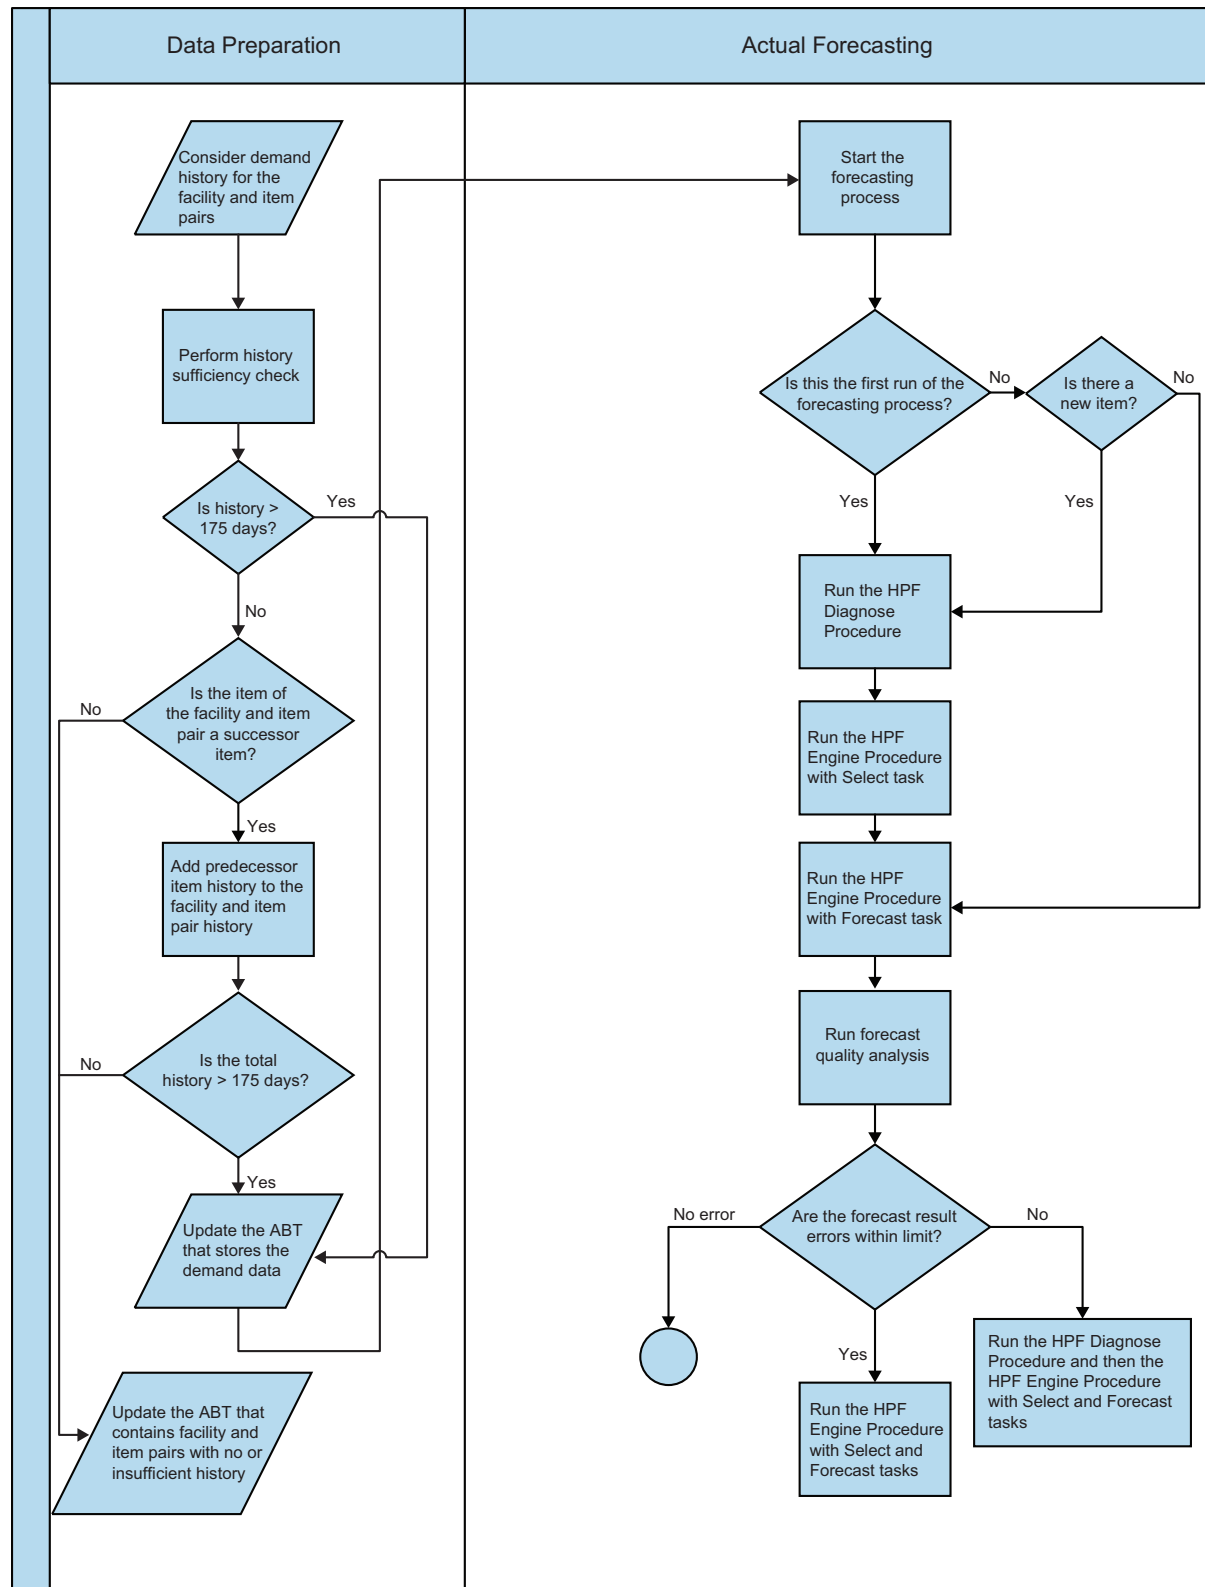 Data Preparation
Actual Forecasting
Consider demand
history for the
facility and item
pairs
Perform history
sufficiency check
Is history >
175 days?
Yes
No
Is the item of
the facility and item
pair a successor
item?
No
Yes
Add predecessor
item history to the
facility and item
pair history
Is the total
history > 175 days?
No
Yes
Update the ABT
that stores the
demand data
Update the ABT that
contains facility and
item pairs with no or
insufficient history
Start the
forecasting
process
Is this the first run of the
forecasting process?
No
Is there a
new item?
No
Yes
Yes
Run the HPF
Diagnose
Procedure
Run the HPF
Engine Procedure
with Select task
Run the HPF
Engine Procedure
with Forecast task
Run forecast
quality analysis
Are the forecast result
errors within limit?
No error
No
Yes
Run the HPF
Engine Procedure
with Select and
Forecast tasks
Run the HPF Diagnose
Procedure and then the
HPF Engine Procedure
with Select and Forecast
tasks